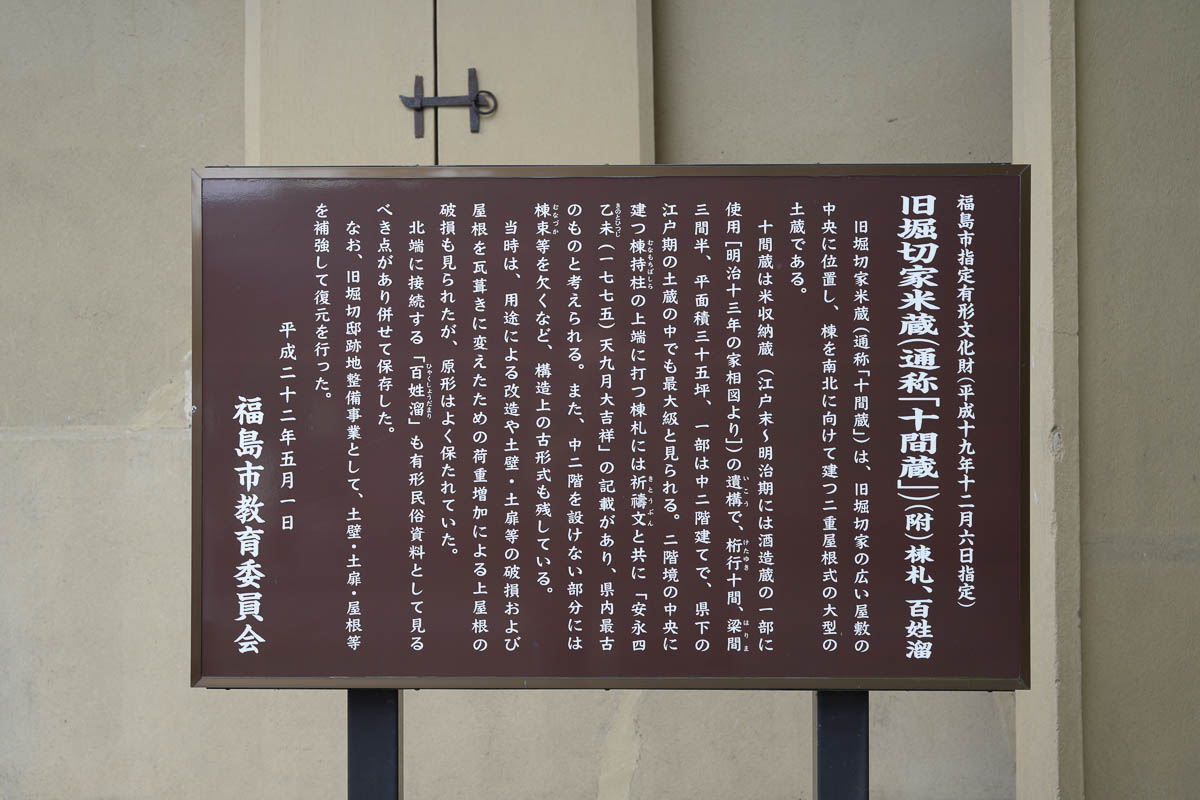 福島市指定有形文化財(平成十九年十二月六日指定)
旧堀切家米蔵(通称「十間蔵」)(附)棟札、百姓溜
旧堀切家米蔵(通称「十間蔵」)は、旧堀切家の広い屋敷の
中央に位置し、棟を南北に向けて建つ二重屋根式の大型の
土蔵である。
十間蔵は米収納蔵(江戸末～明治期には酒造蔵の一部に
使用[明治十三年の家相図より])の遺構で、桁行十間、梁間
三間半、平面積三十五坪、一部は中二階建てで、県下の
江戸期の土蔵の中でも最大級と見られる。二階境の中央に
建つ棟持柱の上端に打つ棟札には祈禱文と共に「安永四
乙未(一七七五)天九月大吉祥」の記載があり、県内最古
のものと考えられる。また、中二階を設けない部分には
棟束等を欠くなど、構造上の古形式も残している。
当時は、用途による改造や土壁・土扉等の破損および
屋根を瓦葺きに変えたための荷重増加による上屋根の
破損も見られたが、原形はよく保たれていた。
北端に接続する「百姓溜」も有形民俗資料として見る
べき点があり併せて保存した。
なお、旧堀切邸跡地整備事業として、土壁・土扉・屋根等
を補強して復元を行った。
平成二十二年五月一日
福島市教育委員会